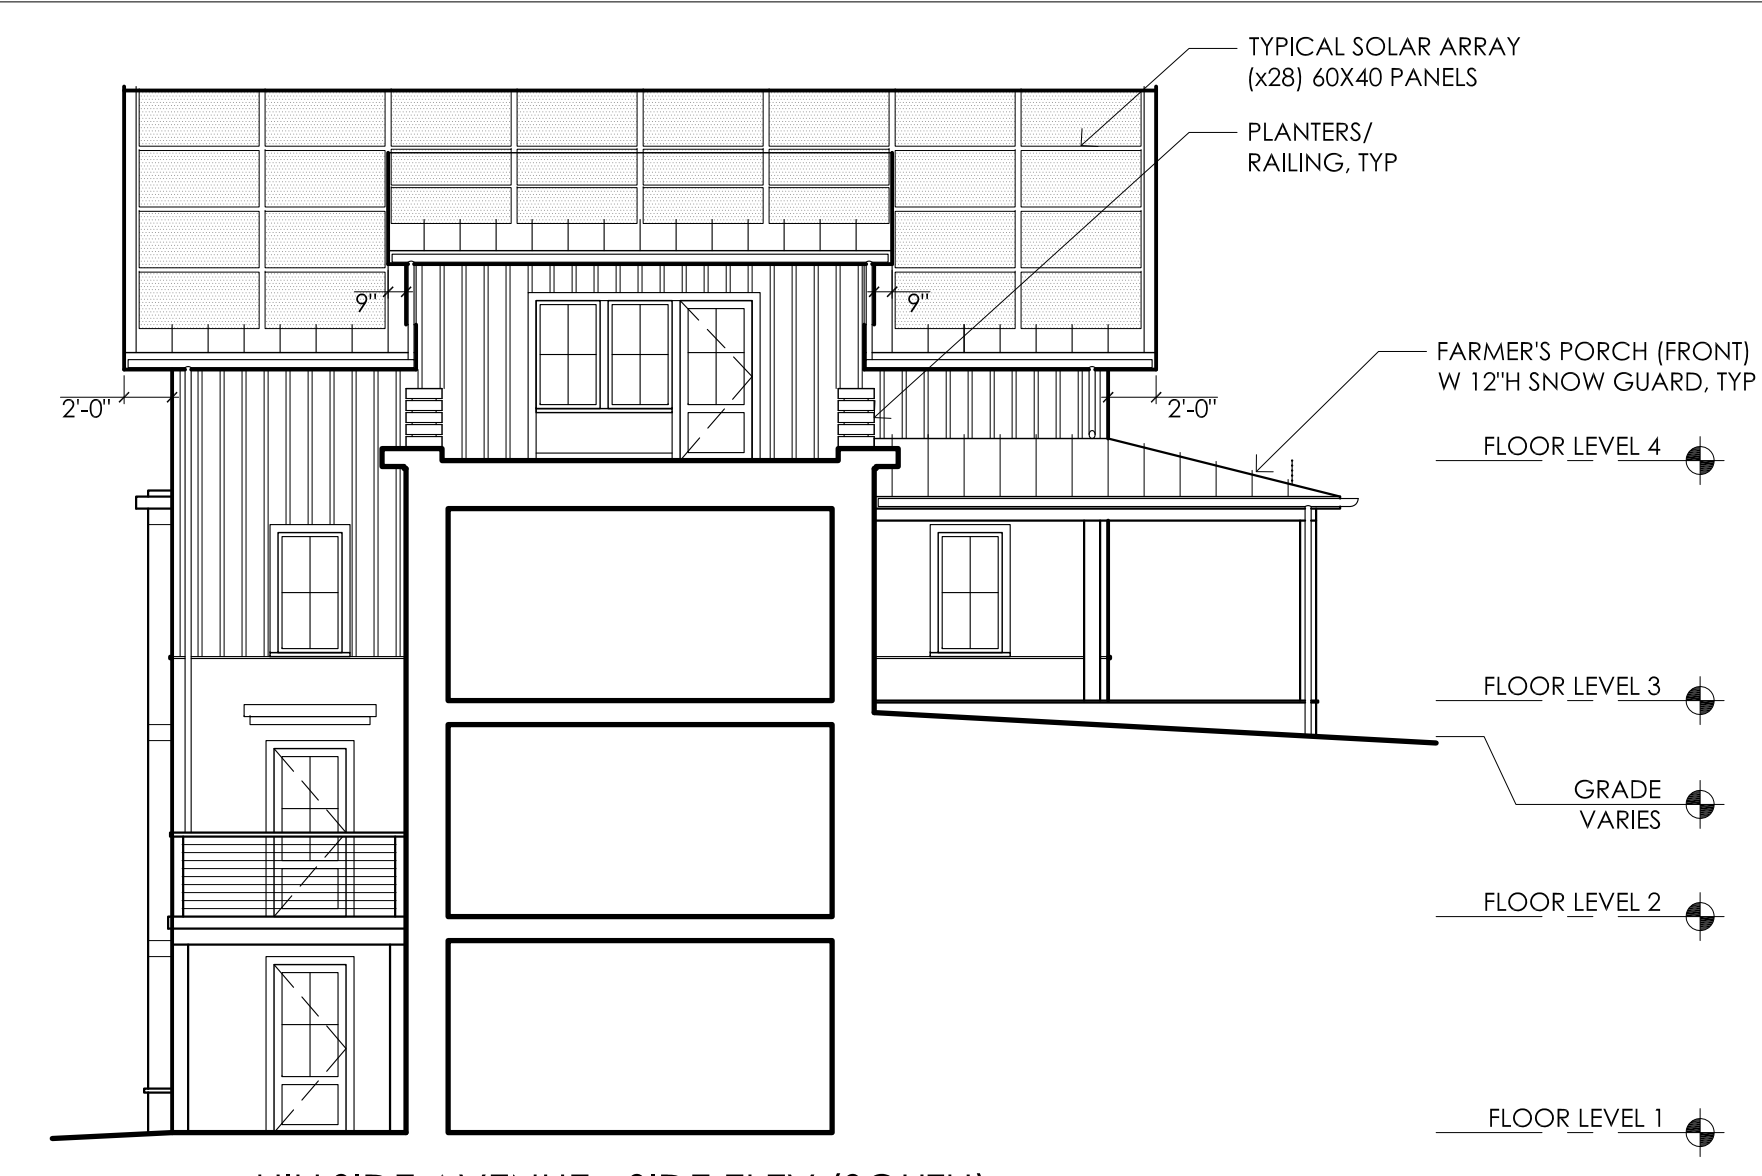 TYPICAL SOLAR ARRAY
(x28) 60X40 PANELS
PLANTERS/
RAILING, TYP
9"
9"
FARMER'S PORCH (FRONT)
W 12"H SNOW GUARD, TYP
2'-0"
2'-0"
FLOOR LEVEL 4
FLOOR LEVEL 3
GRADE
VARIES
FLOOR LEVEL 2
FLOOR LEVEL 1